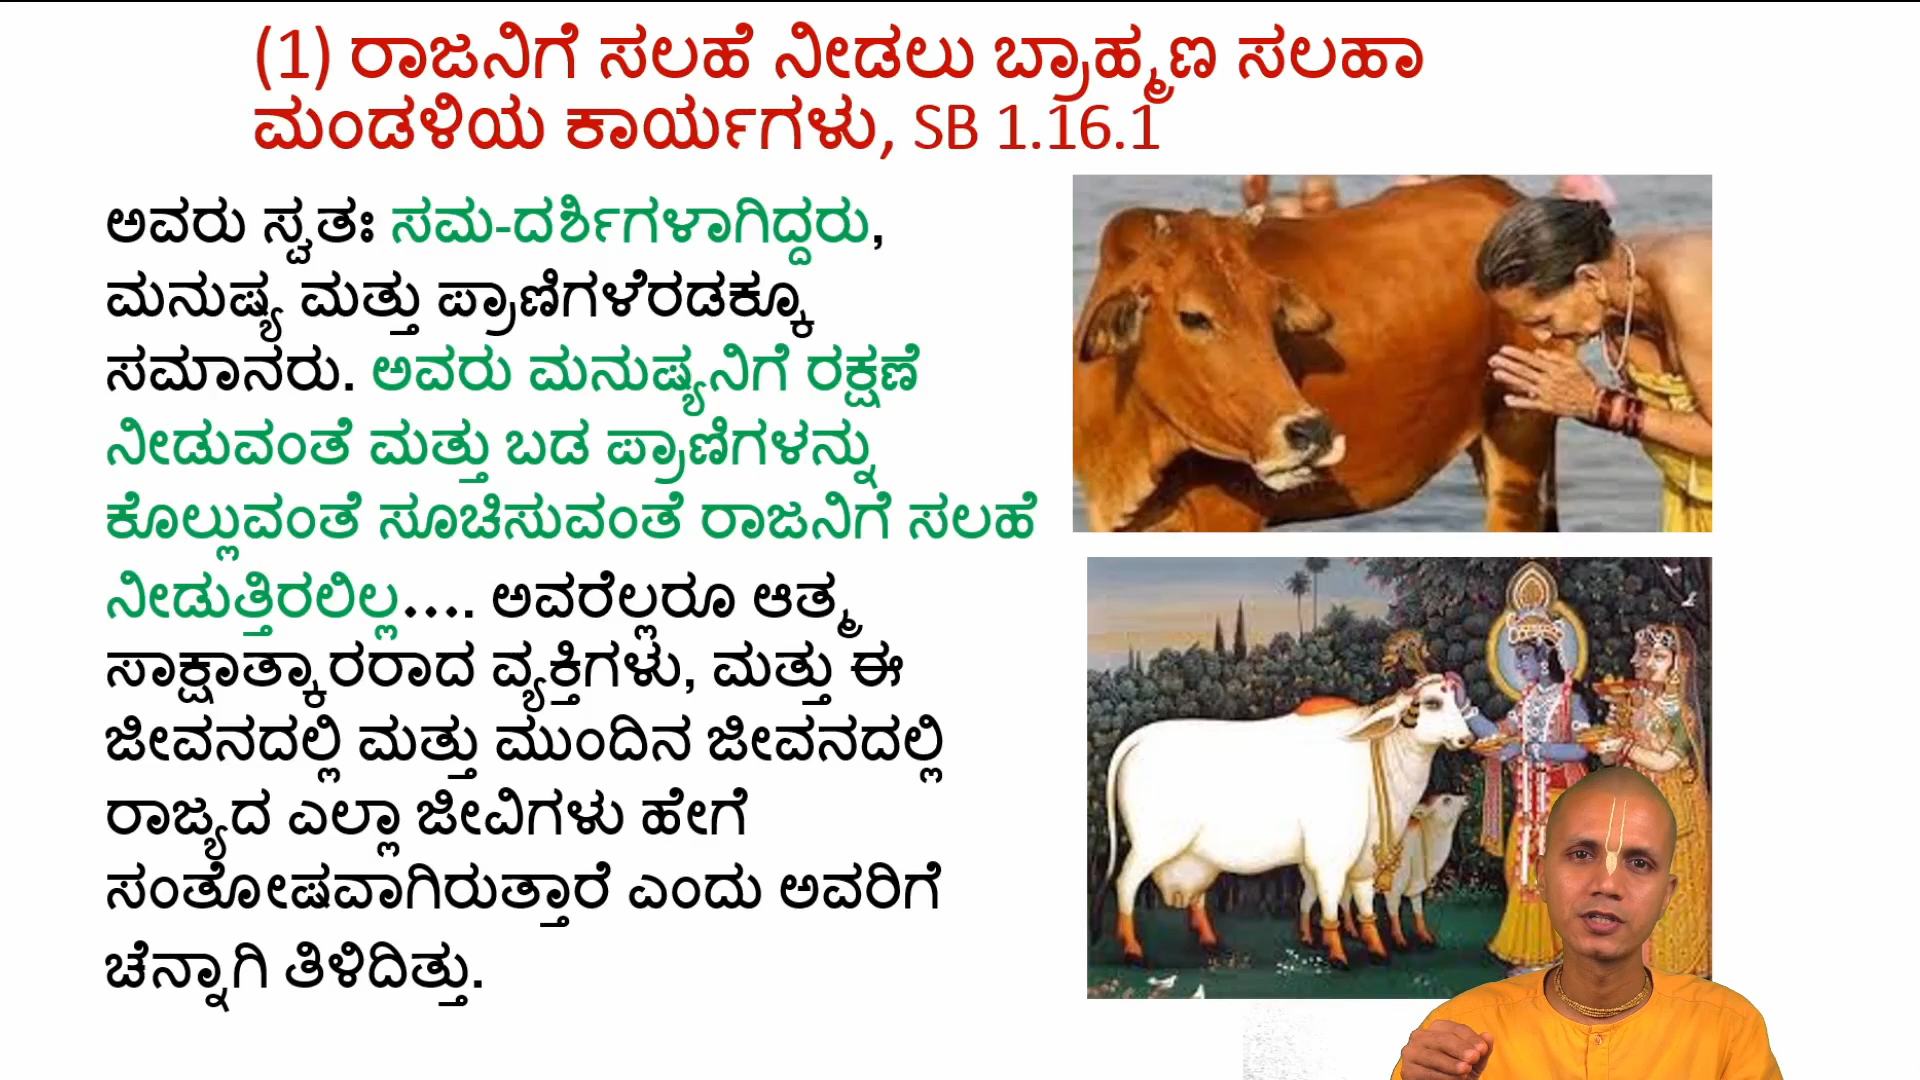 (1) ರಾಜನಿಗೆ ಸಲಹೆ ನೀಡಲು ಬ್ರಾಹ್ಮಣ ಸಲಹಾ
ಮಂಡಳಿಯ ಕಾರ್ಯಗಳು, SB 1.16.1
ಅವರು ಸ್ವತಃ ಸಮ-ದರ್ಶಿಗಳಾಗಿದ್ದರು,
ಮನುಷ್ಯ ಮತ್ತು ಪ್ರಾಣಿಗಳೆರಡಕ್ಕೂ
ಸಮಾನರು. ಅವರು ಮನುಷ್ಯನಿಗೆ ರಕ್ಷಣೆ
ನೀಡುವಂತೆ ಮತ್ತು ಬಡ ಪ್ರಾಣಿಗಳನ್ನು
ಕೊಲ್ಲುವಂತೆ ಸೂಚಿಸುವಂತೆ ರಾಜನಿಗೆ ಸಲಹೆ
ನೀಡುತ್ತಿರಲಿಲ್ಲ.... ಅವರೆಲ್ಲರೂ ಆತ್ಮ
ಸಾಕ್ಷಾತ್ಕಾರರಾದ ವ್ಯಕ್ತಿಗಳು, ಮತ್ತು ಈ
ಜೀವನದಲ್ಲಿ ಮತ್ತು ಮುಂದಿನ ಜೀವನದಲ್ಲಿ
ರಾಜ್ಯದ ಎಲ್ಲಾ ಜೀವಿಗಳು ಹೇಗೆ
ಸಂತೋಷವಾಗಿರುತ್ತಾರೆ ಎಂದು ಅವರಿಗೆ
ಚೆನ್ನಾಗಿ ತಿಳಿದಿತ್ತು.